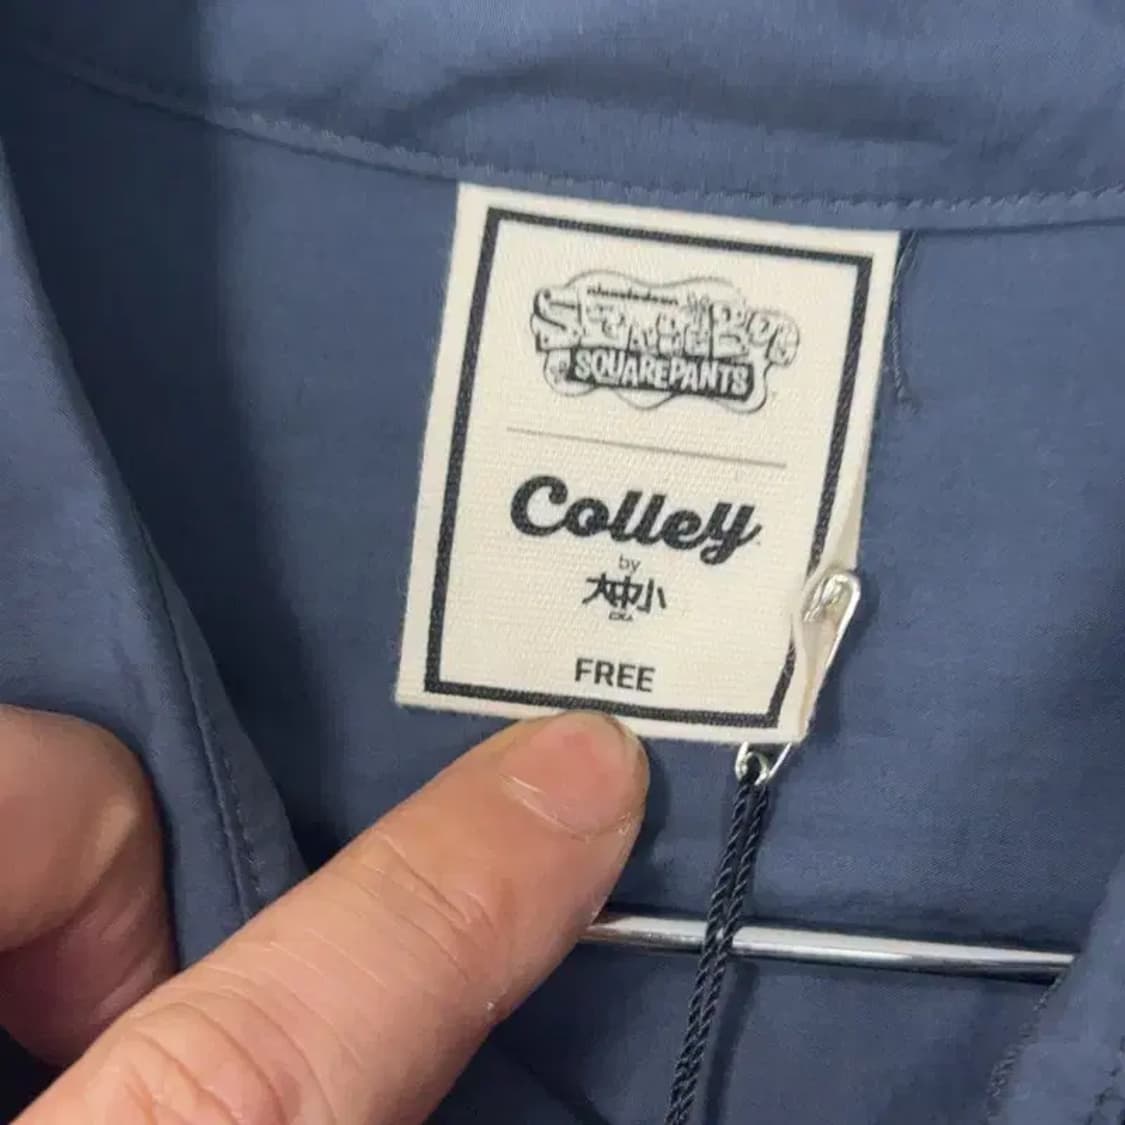 nickelodeon
SPONGEBOB
SQUAREPANTS
Colley
by
大中小
FREE